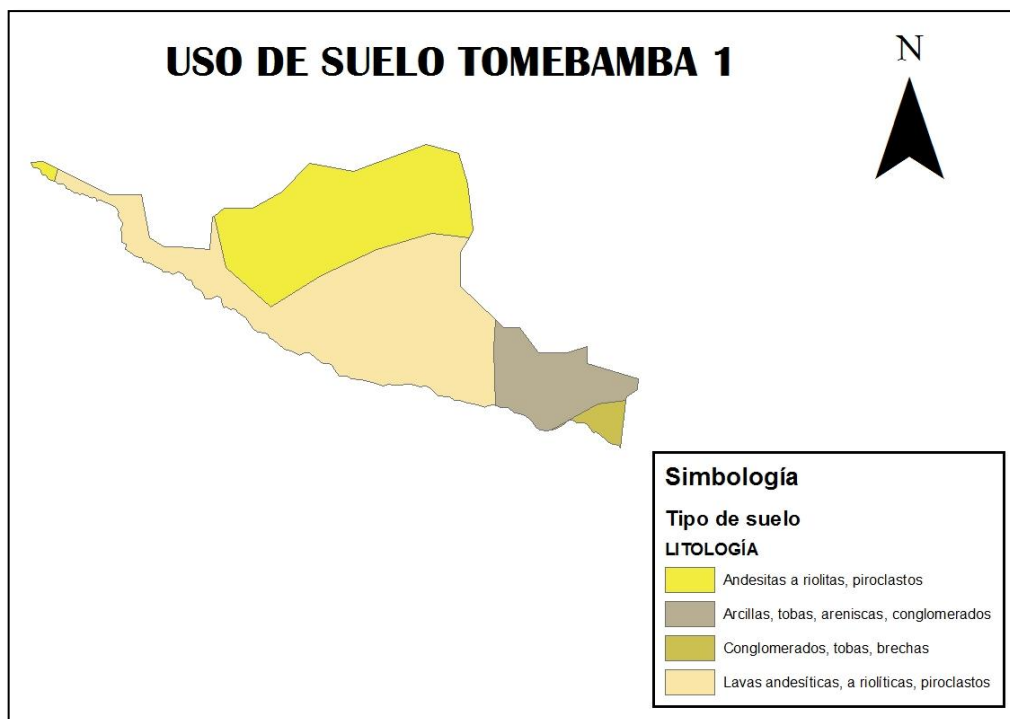 USO DE SUELO TOMEBAMBA 1
N
Simbología
Tipo de suelo
LITOLOGÍA
Andesitas a riolitas, piroclastos
Arcillas, tobas, areniscas, conglomerados
Conglomerados, tobas, brechas
Lavas andesíticas, a riolíticas, piroclastos